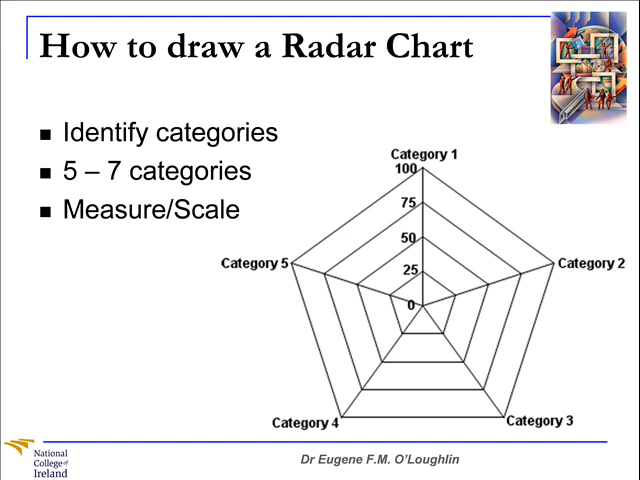 How to draw a Radar Chart
Identify categories
5 – 7 categories
Measure/Scale
Category 1
100
75
50
25
0
Category 5
Category 2
Category 4
Category 3
National
College of
Ireland
Dr Eugene F.M. O'Loughlin